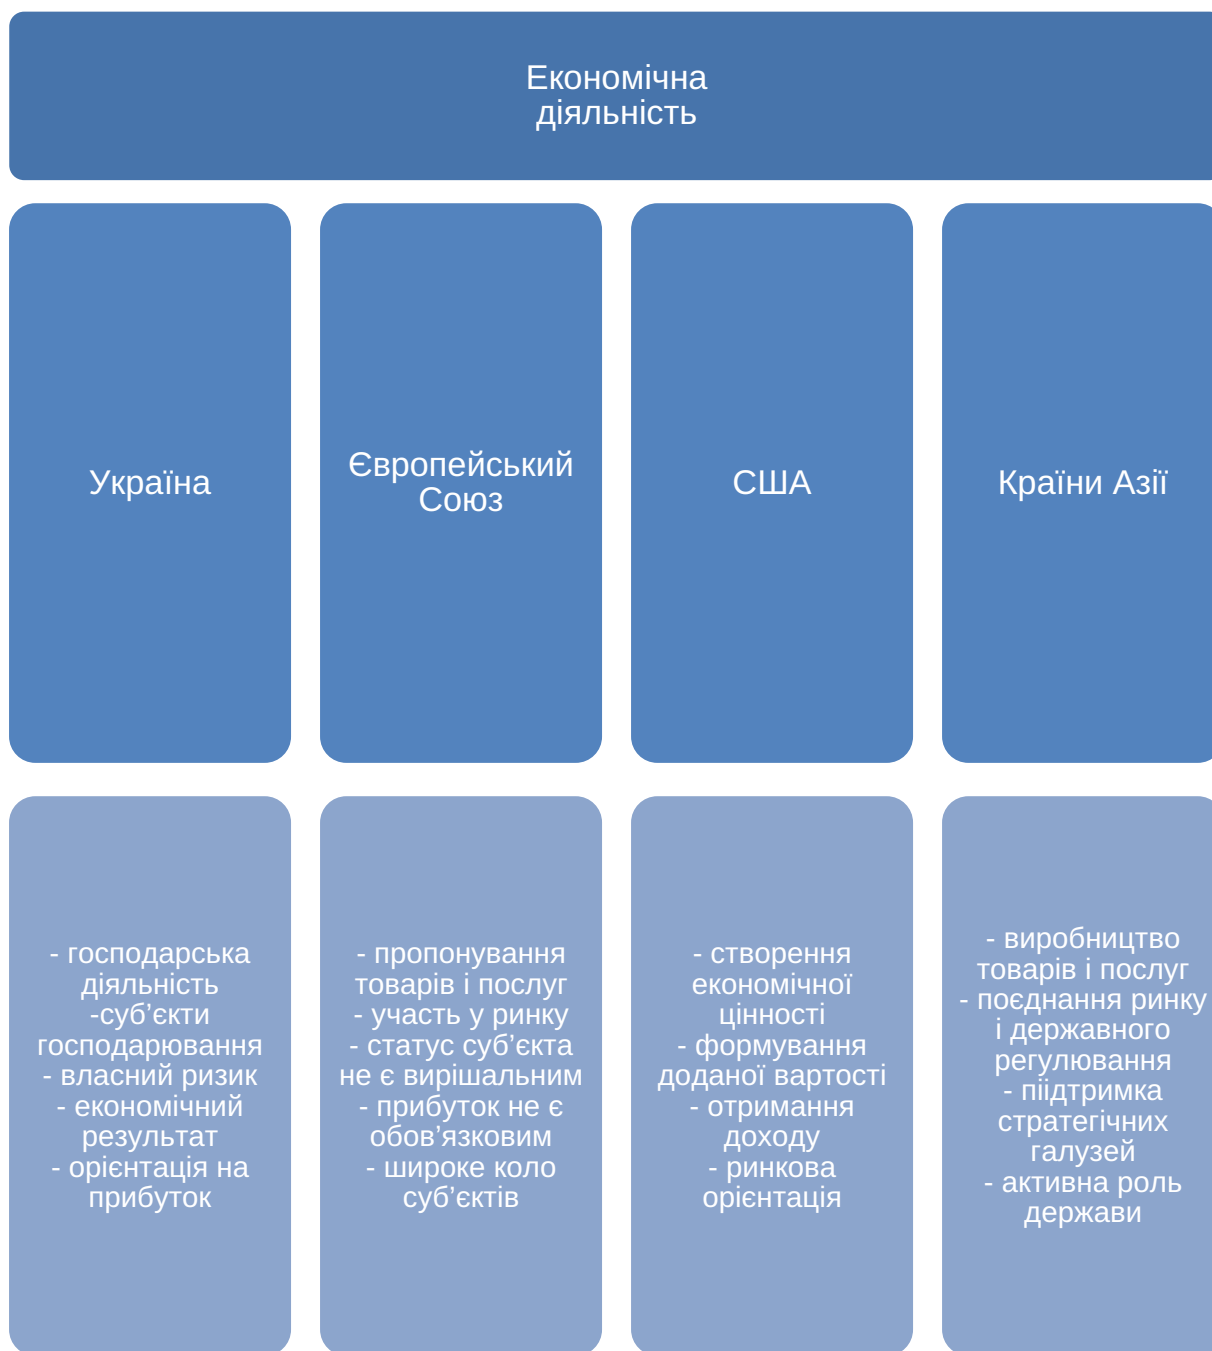 Економічна
діяльність
Україна
Європейський
Союз
США
Країни Азії
- господарська
діяльність
-суб’єкти
господарювання
- власний ризик
- економічний
результат
- орієнтація на
прибуток
- пропонування
товарів і послуг
- участь у ринку
- статус суб’єкта
не є вирішальним
- прибуток не є
обов’язковим
- широке коло
суб’єктів
- створення
економічної
цінності
- формування
доданої вартості
- отримання
доходу
- ринкова
орієнтація
- виробництво
товарів і послуг
- поєднання ринку
і державного
регулювання
- піідтримка
стратегічних
галузей
- активна роль
держави